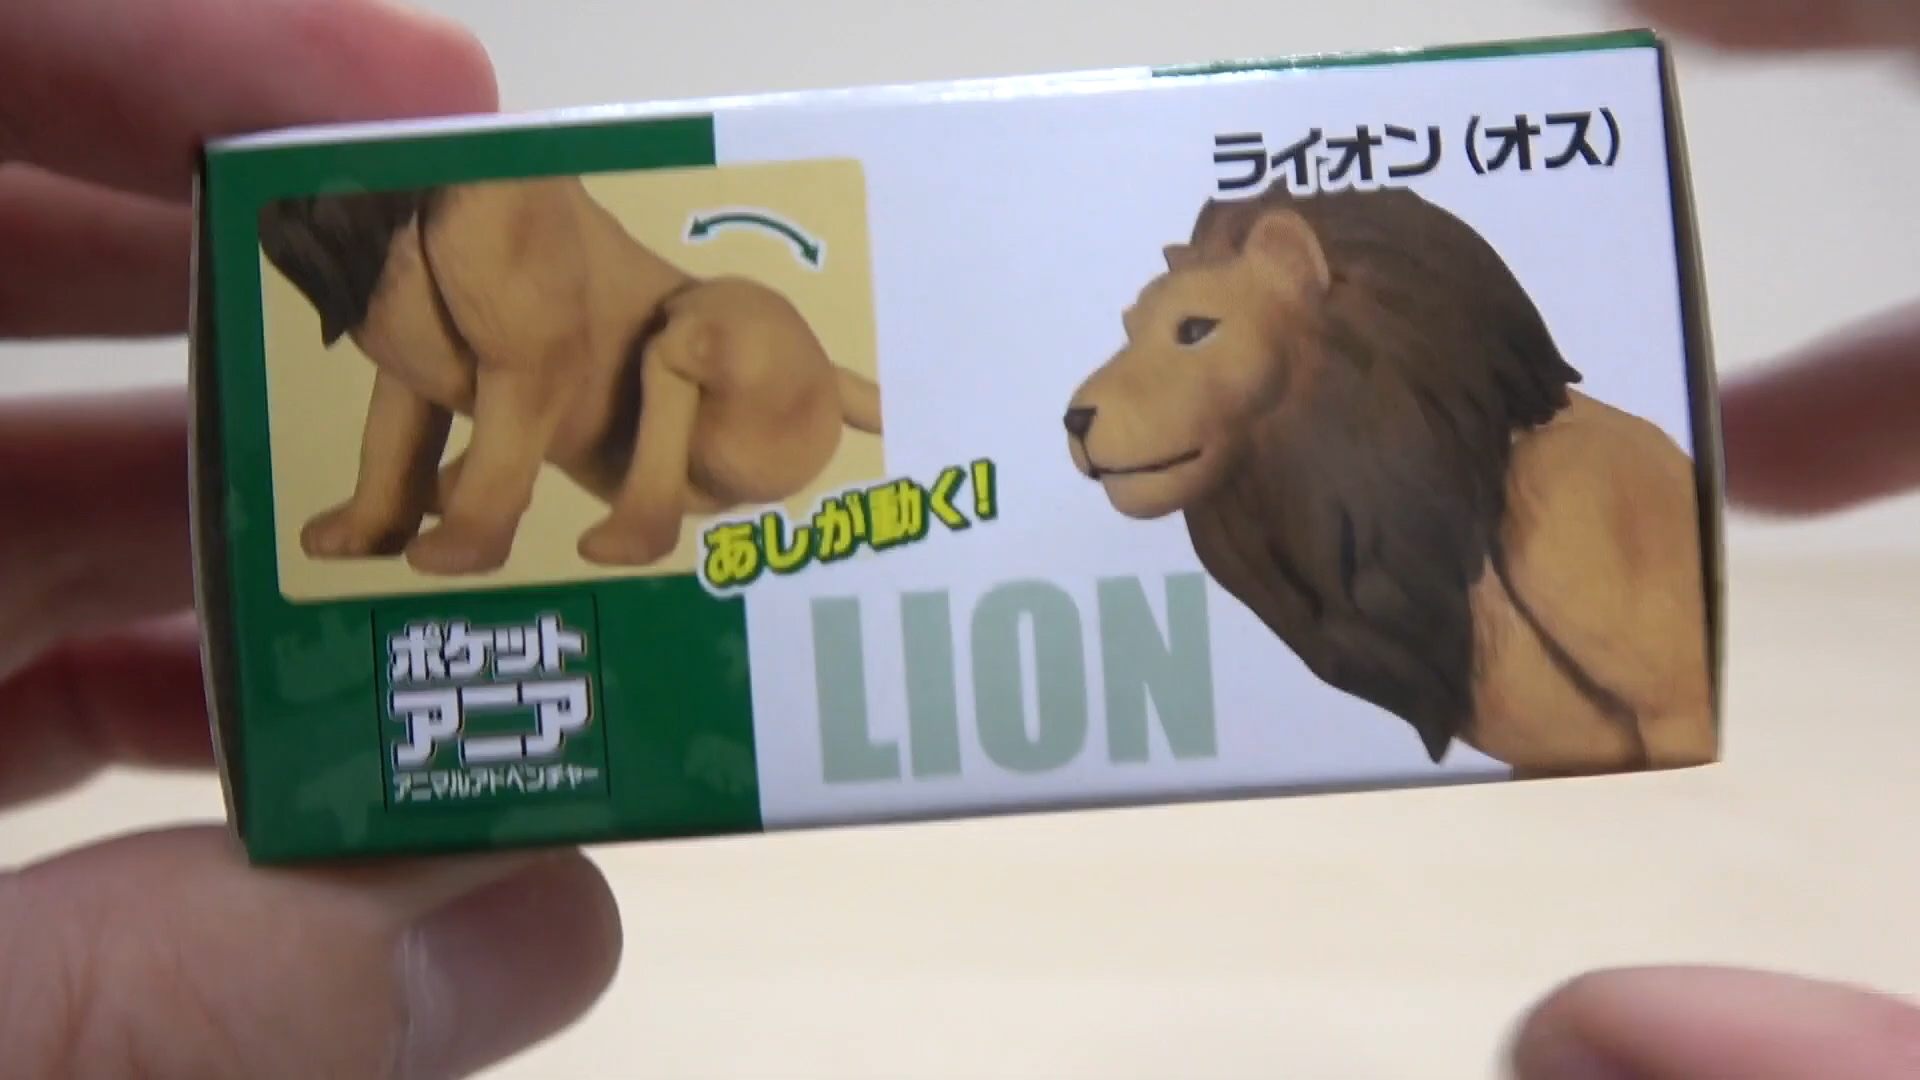 ライオン（オス）
あしが動く！
LION
ポケット
アニア
アニマルアドベンチャー